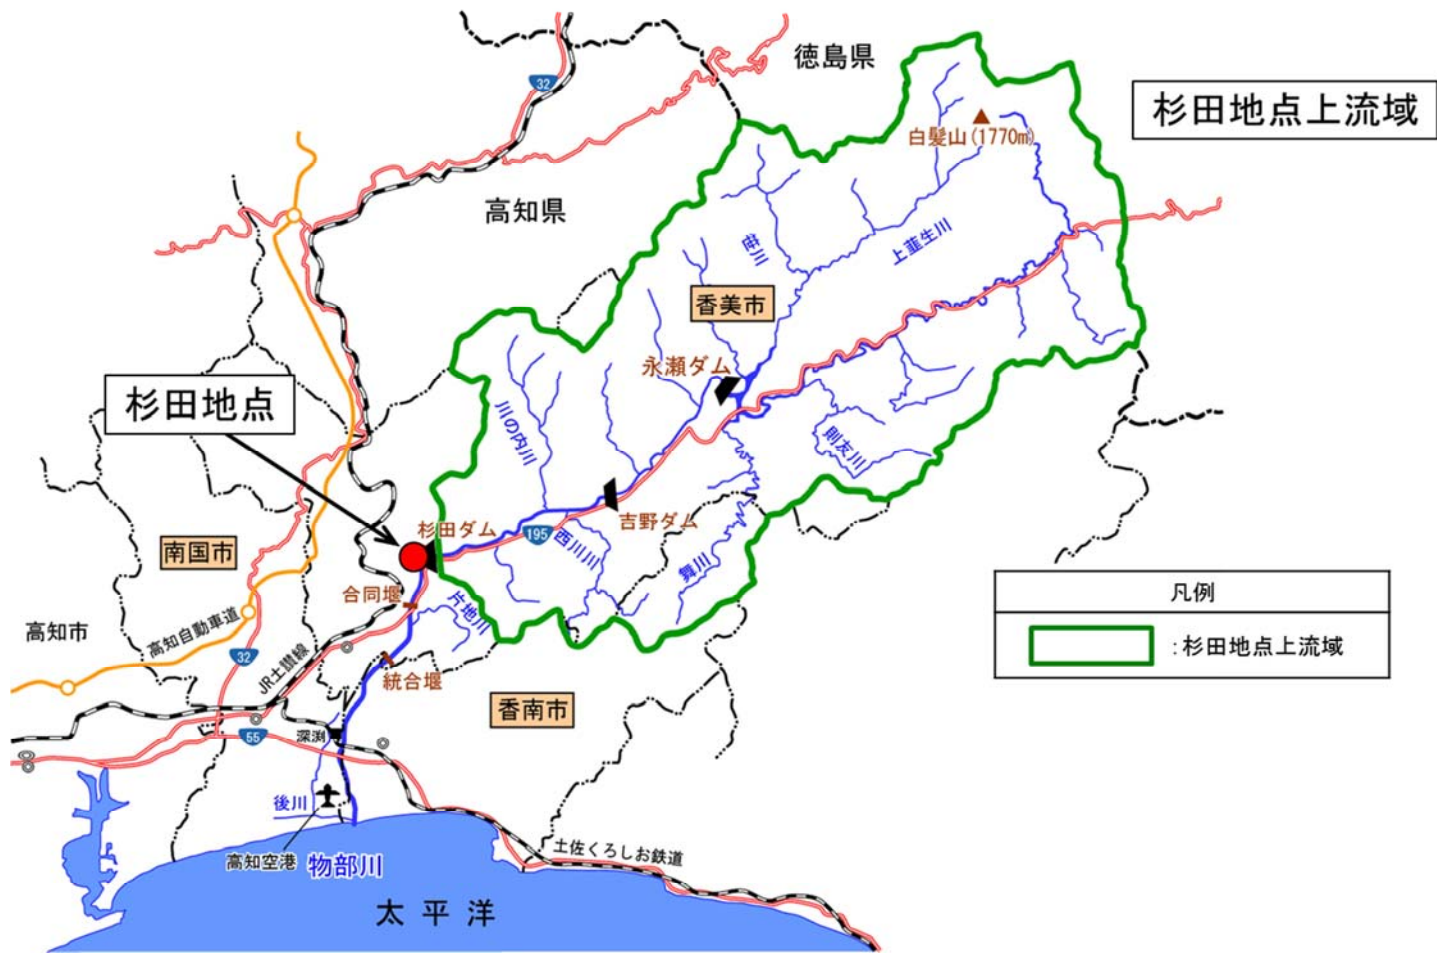 徳島県
杉田地点上流域
32
白髪山(1770m)
高知県
笹川
上韮生川
香美市
永瀬ダム
杉田地点
川の内川
則友川
杉田ダム
195
吉野ダム
南国市
西川川
舞川
合同堰
片地川
凡例
:杉田地点上流域
高知市
高知自動車道
32
JR土讃線
統合堰
香南市
深渕
55
後川
高知空港
物部川
土佐くろしお鉄道
太平洋